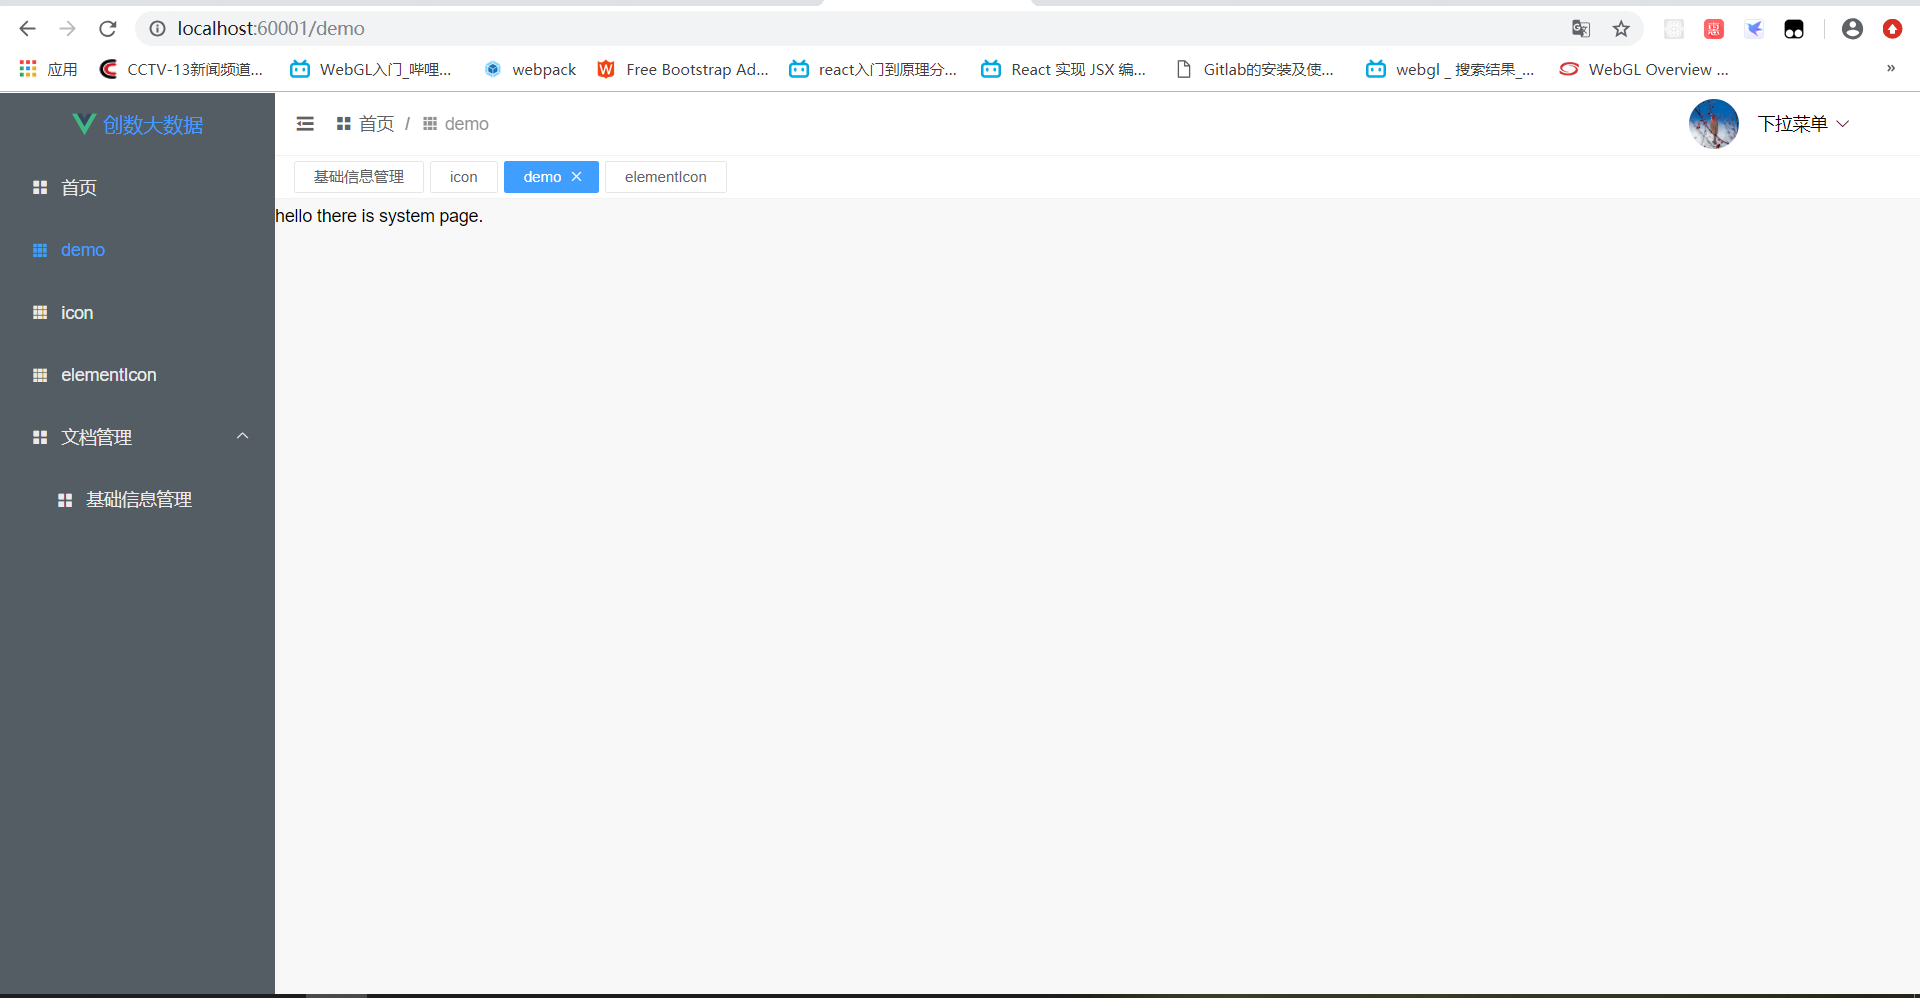 localhost:60001/demo
应用 CCTV-13新闻频道... WebGL入门_哔哩... webpack Free Bootstrap Ad... react入门到原理分... React 实现 JSX 编... Gitlab的安装及使... webgl _ 搜索结果_... WebGL Overview ... »
创数大数据
首页 / demo
下拉菜单
基础信息管理 icon demo elementIcon
hello there is system page.
首页
demo
icon
elementIcon
文档管理
基础信息管理